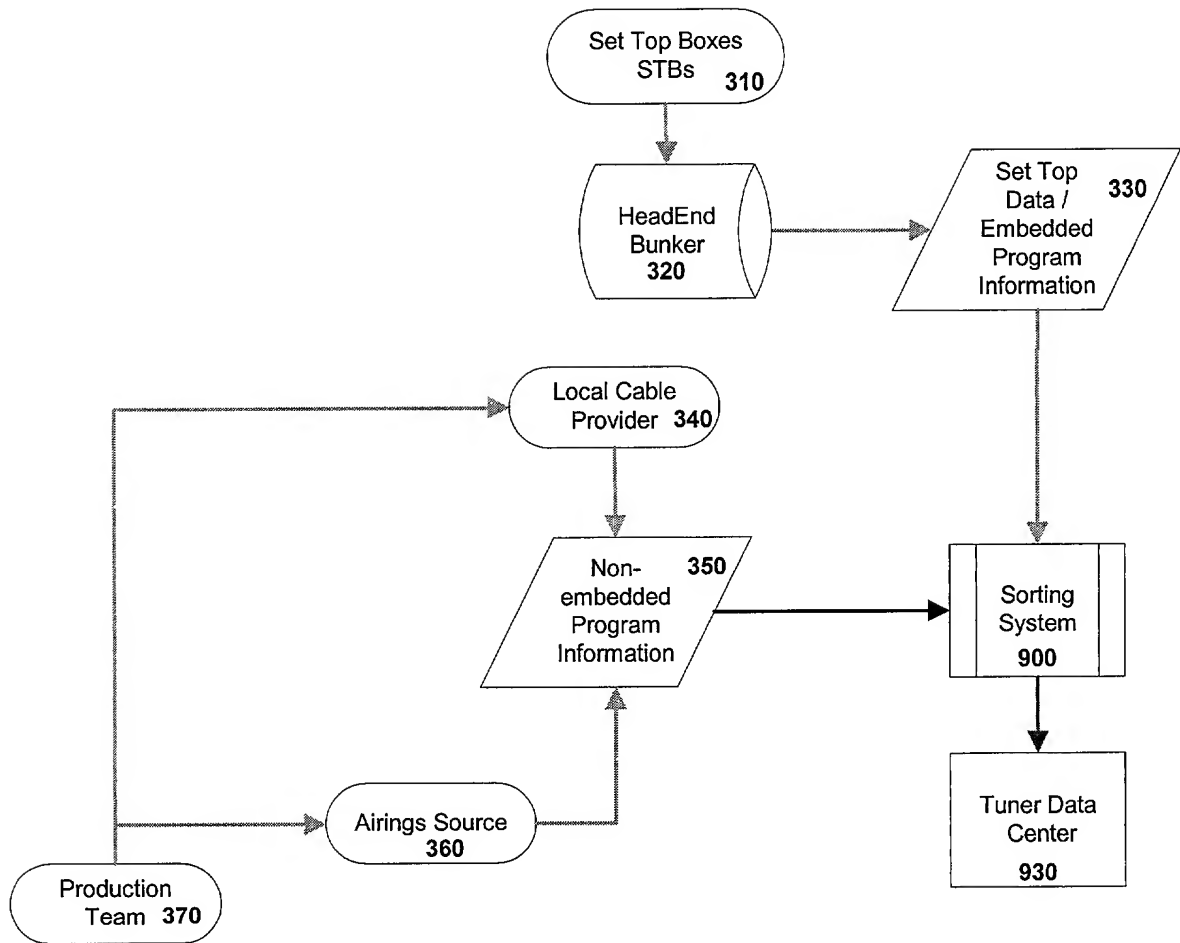 Set Top Boxes
STBs
310
HeadEnd
Bunker
320
Set Top
Data /
Embedded
Program
Information
330
Local Cable
Provider 340
Non-
embedded
Program
Information
350
Sorting
System
900
Airings Source
360
Tuner Data
Center
930
Production
Team 370